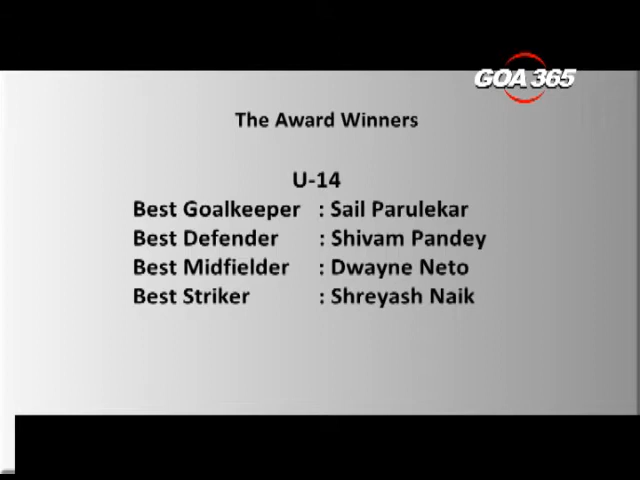 GOA 365
The Award Winners
U-14
Best Goalkeeper : Sail Parulekar
Best Defender : Shivam Pandey
Best Midfielder : Dwayne Neto
Best Striker : Shreyash Naik